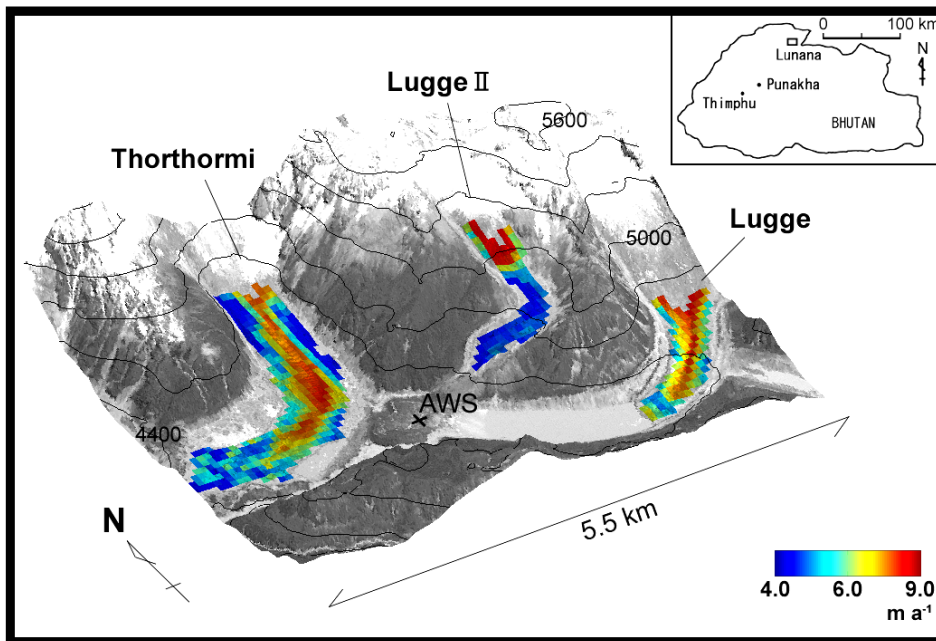 0 100 km
N
Lunana
Punakha
Thimphu
BHUTAN
Lugge Ⅱ
5600
Thorthormi
Lugge
5000
AWS
4400
5.5 km
N
4.0 6.0 9.0
m a⁻¹